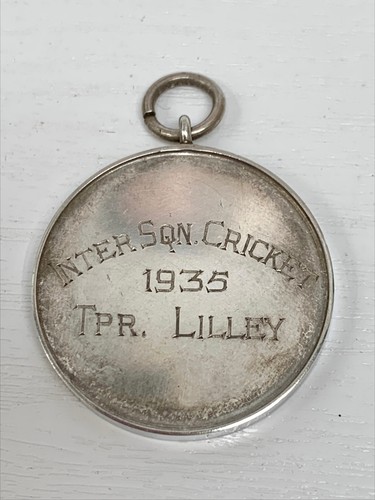 INTER SQN. CRICKET
1935
TPR. LILLEY